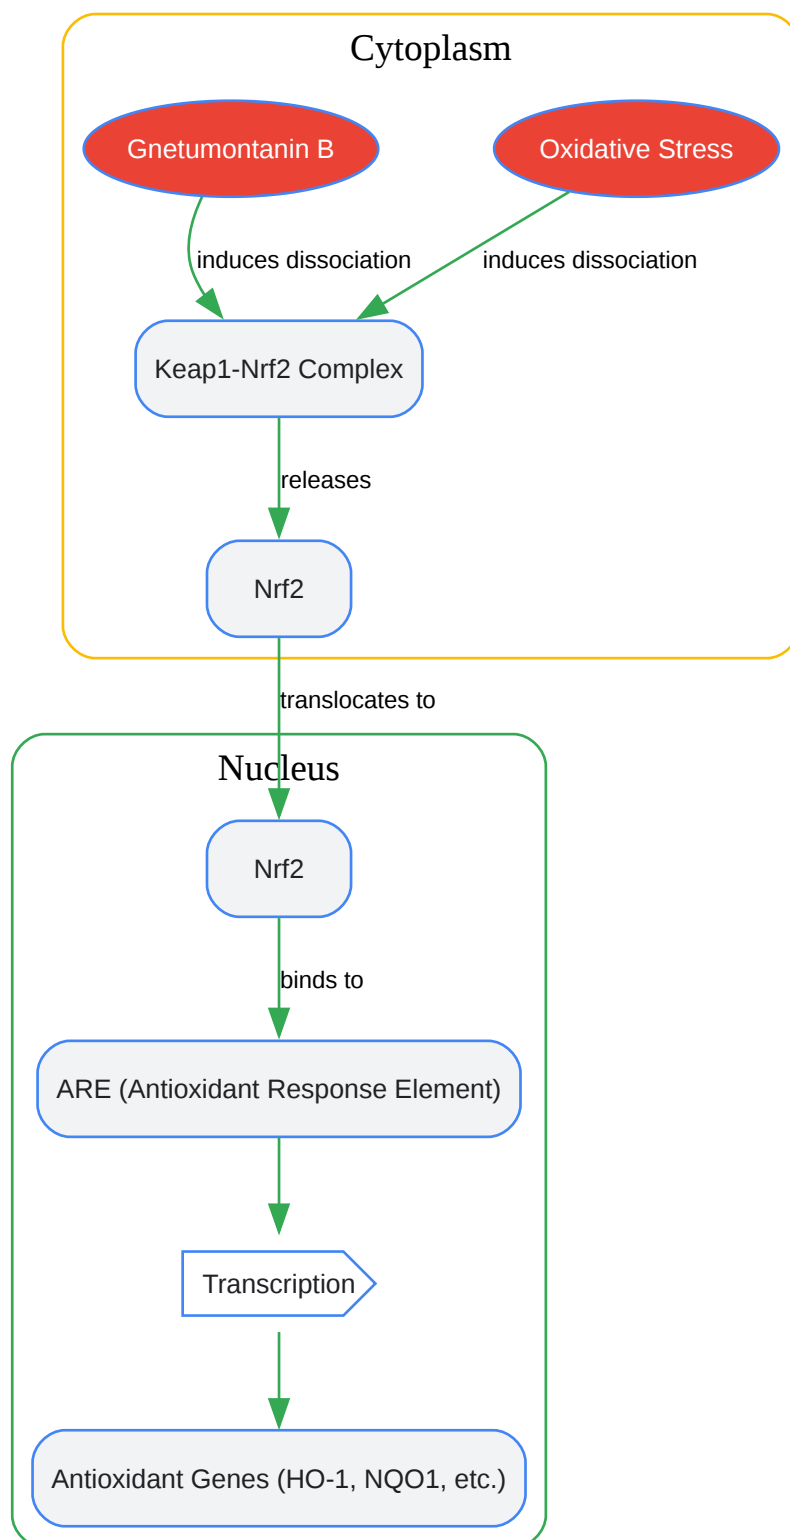 Cytoplasm
Gnetumontanin B
Oxidative Stress
induces dissociation
induces dissociation
Keap1-Nrf2 Complex
releases
Nrf2
translocates to
Nucleus
Nrf2
binds to
ARE (Antioxidant Response Element)
Transcription
Antioxidant Genes (HO-1, NQO1, etc.)